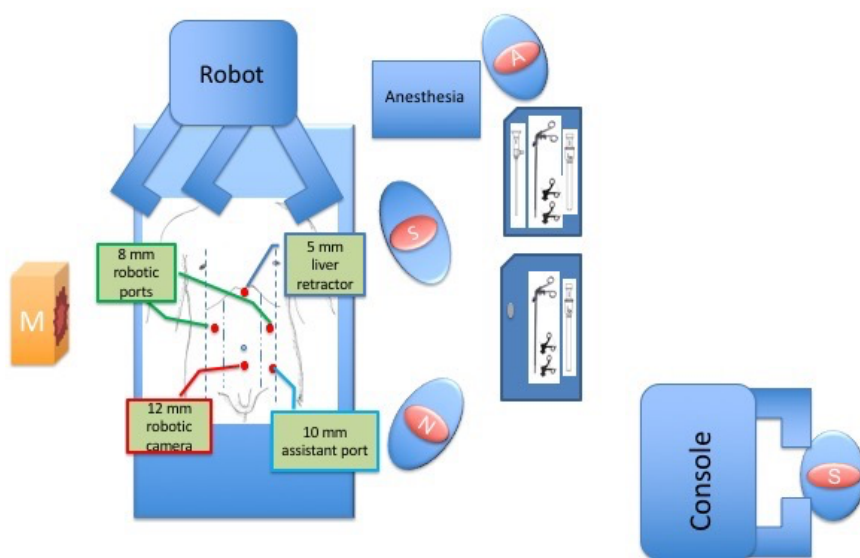 Robot
Anesthesia
A
S
8 mm
robotic
ports
5 mm
liver
retractor
M
12 mm
robotic
camera
10 mm
assistant port
N
Console
S